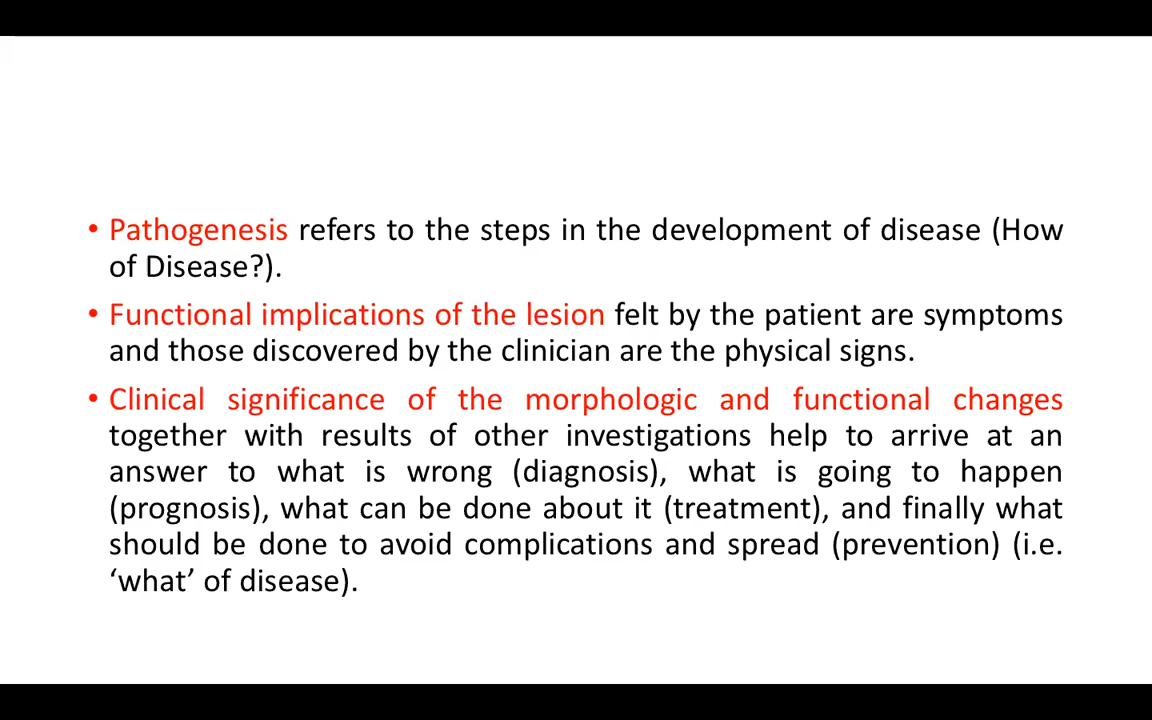 • Pathogenesis refers to the steps in the development of disease (How
of Disease?).
• Functional implications of the lesion felt by the patient are symptoms
and those discovered by the clinician are the physical signs.
• Clinical significance of the morphologic and functional changes
together with results of other investigations help to arrive at an
answer to what is wrong (diagnosis), what is going to happen
(prognosis), what can be done about it (treatment), and finally what
should be done to avoid complications and spread (prevention) (i.e.
‘what’ of disease).